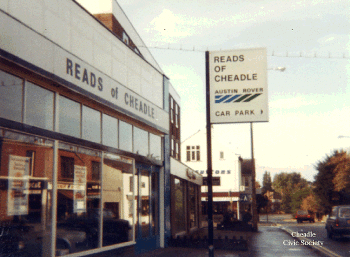 READS of CHEADLE
READS
OF
CHEADLE
AUSTIN ROVER
CAR PARK
Cheadle
Civic Society